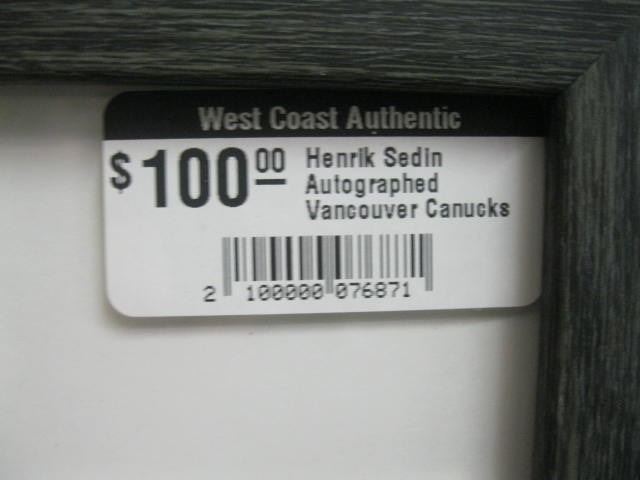 West Coast Authentic
$100.00 Henrik Sedin
Autographed
Vancouver Canucks
2 100000 076871